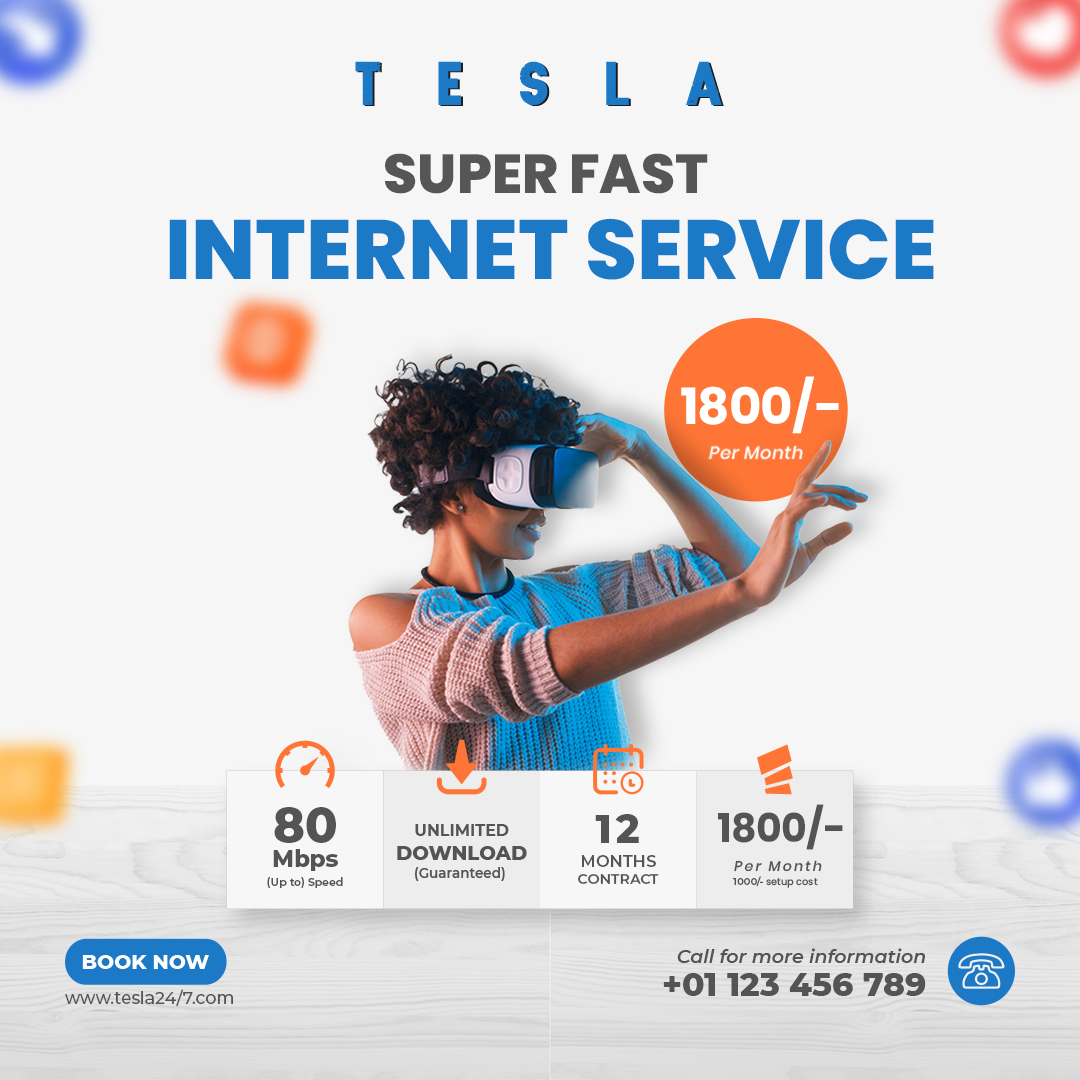 TESLA
SUPER FAST
INTERNET SERVICE
1800/-
Per Month
80
Mbps
(Up to) Speed
UNLIMITED
DOWNLOAD
(Guaranteed)
12
MONTHS
CONTRACT
1800/-
Per Month
1000/- setup cost
BOOK NOW
www.tesla24/7.com
Call for more information
+01 123 456 789